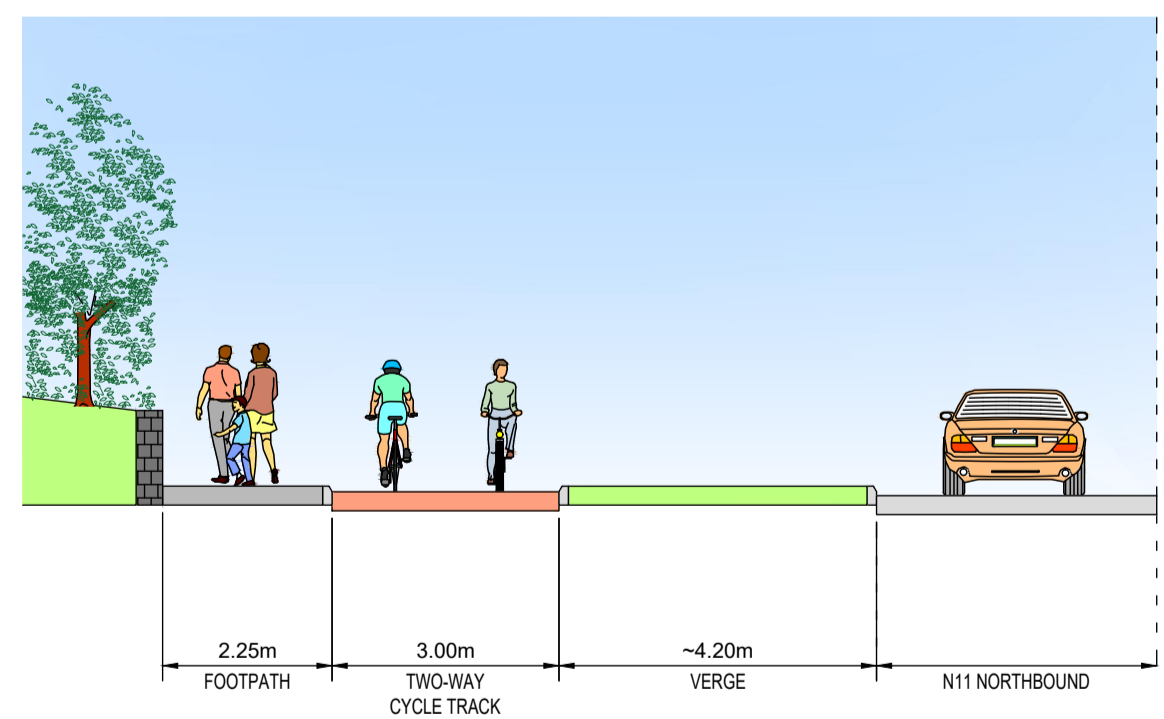 2.25m
FOOTPATH
3.00m
TWO-WAY
CYCLE TRACK
~4.20m
VERGE
N11 NORTHBOUND